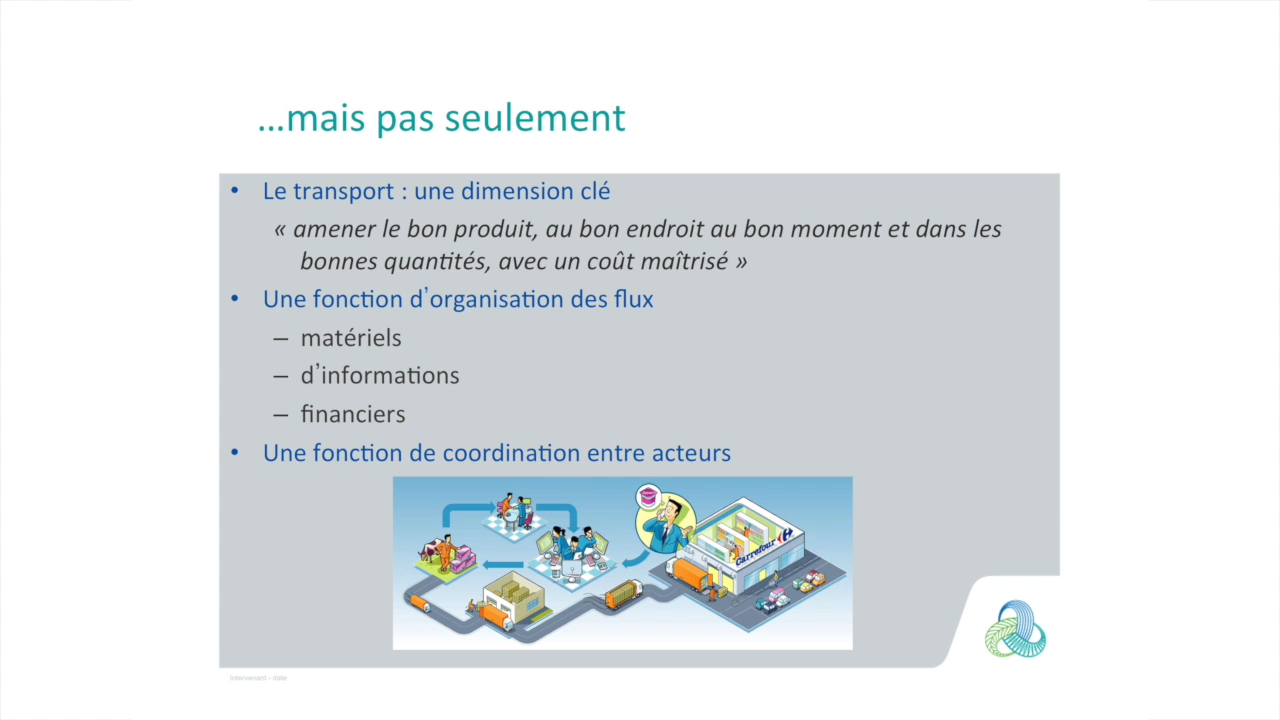 …mais pas seulement
• Le transport : une dimension clé
« amener le bon produit, au bon endroit au bon moment et dans les
bonnes quantités, avec un coût maîtrisé »
• Une fonction d’organisation des flux
– matériels
– d’informations
– financiers
• Une fonction de coordination entre acteurs
Carrefour
Intervenant - date